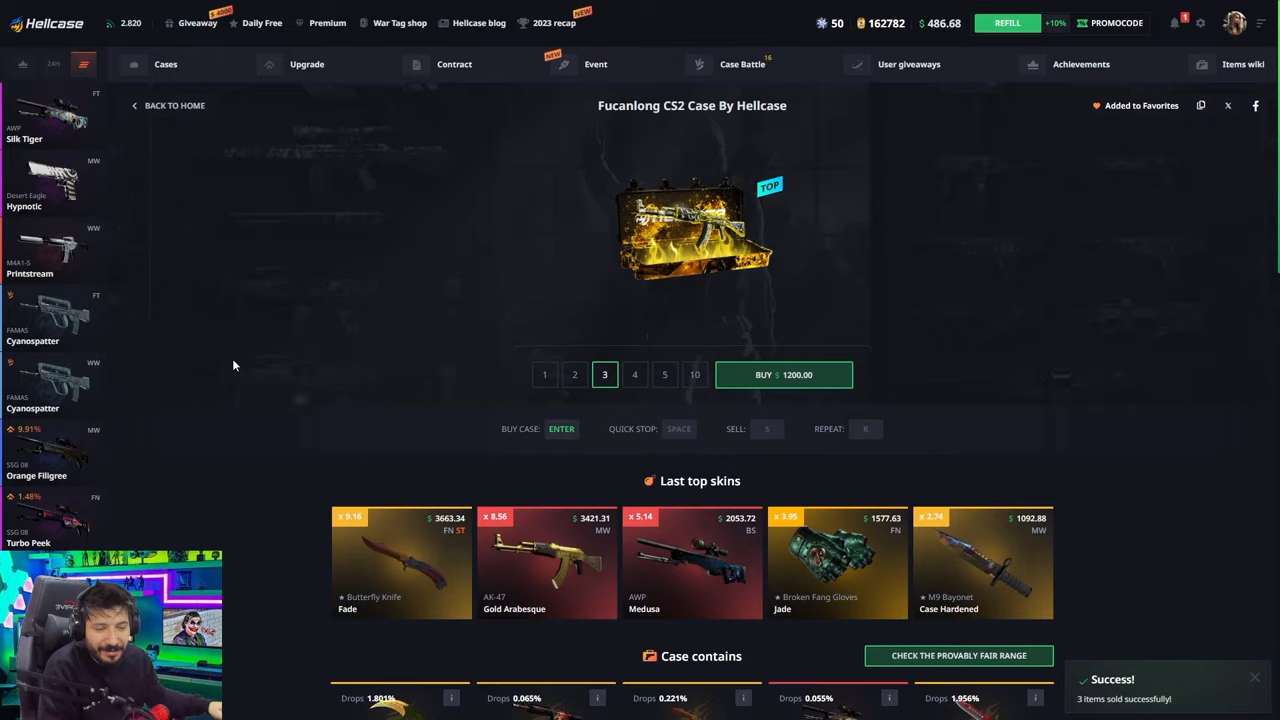 Hellcase
2.820
Giveaway
$ 4000
Daily Free
Premium
War Tag shop
Hellcase blog
2023 recap
NEW
50
162782
$ 486.68
REFILL
+10%
PROMOCODE
1
24H
Cases
Upgrade
Contract
NEW
Event
Case Battle
16
User giveaways
Achievements
Items wiki
BACK TO HOME
Fucanlong CS2 Case By Hellcase
Added to Favorites
FT
AWP
Silk Tiger
MW
Desert Eagle
Hypnotic
WW
M4A1-S
Printstream
FT
FAMAS
Cyanospatter
WW
FAMAS
Cyanospatter
9.91%
MW
SSG 08
Orange Filigree
1.48%
FN
SSG 08
Turbo Peek
TOP
1
2
3
4
5
10
BUY $ 1200.00
BUY CASE: ENTER
QUICK STOP: SPACE
SELL: S
REPEAT: R
Last top skins
x 9.16
$ 3663.34
FN ST
★ Butterfly Knife
Fade
x 8.56
$ 3421.31
MW
AK-47
Gold Arabesque
x 5.14
$ 2053.72
BS
AWP
Medusa
x 3.95
$ 1577.63
FN
★ Broken Fang Gloves
Jade
x 2.74
$ 1092.88
MW
★ M9 Bayonet
Case Hardened
Case contains
CHECK THE PROVABLY FAIR RANGE
Drops 1.801%
Drops 0.065%
Drops 0.221%
Drops 0.055%
Drops 1.956%
Success!
3 items sold successfully!